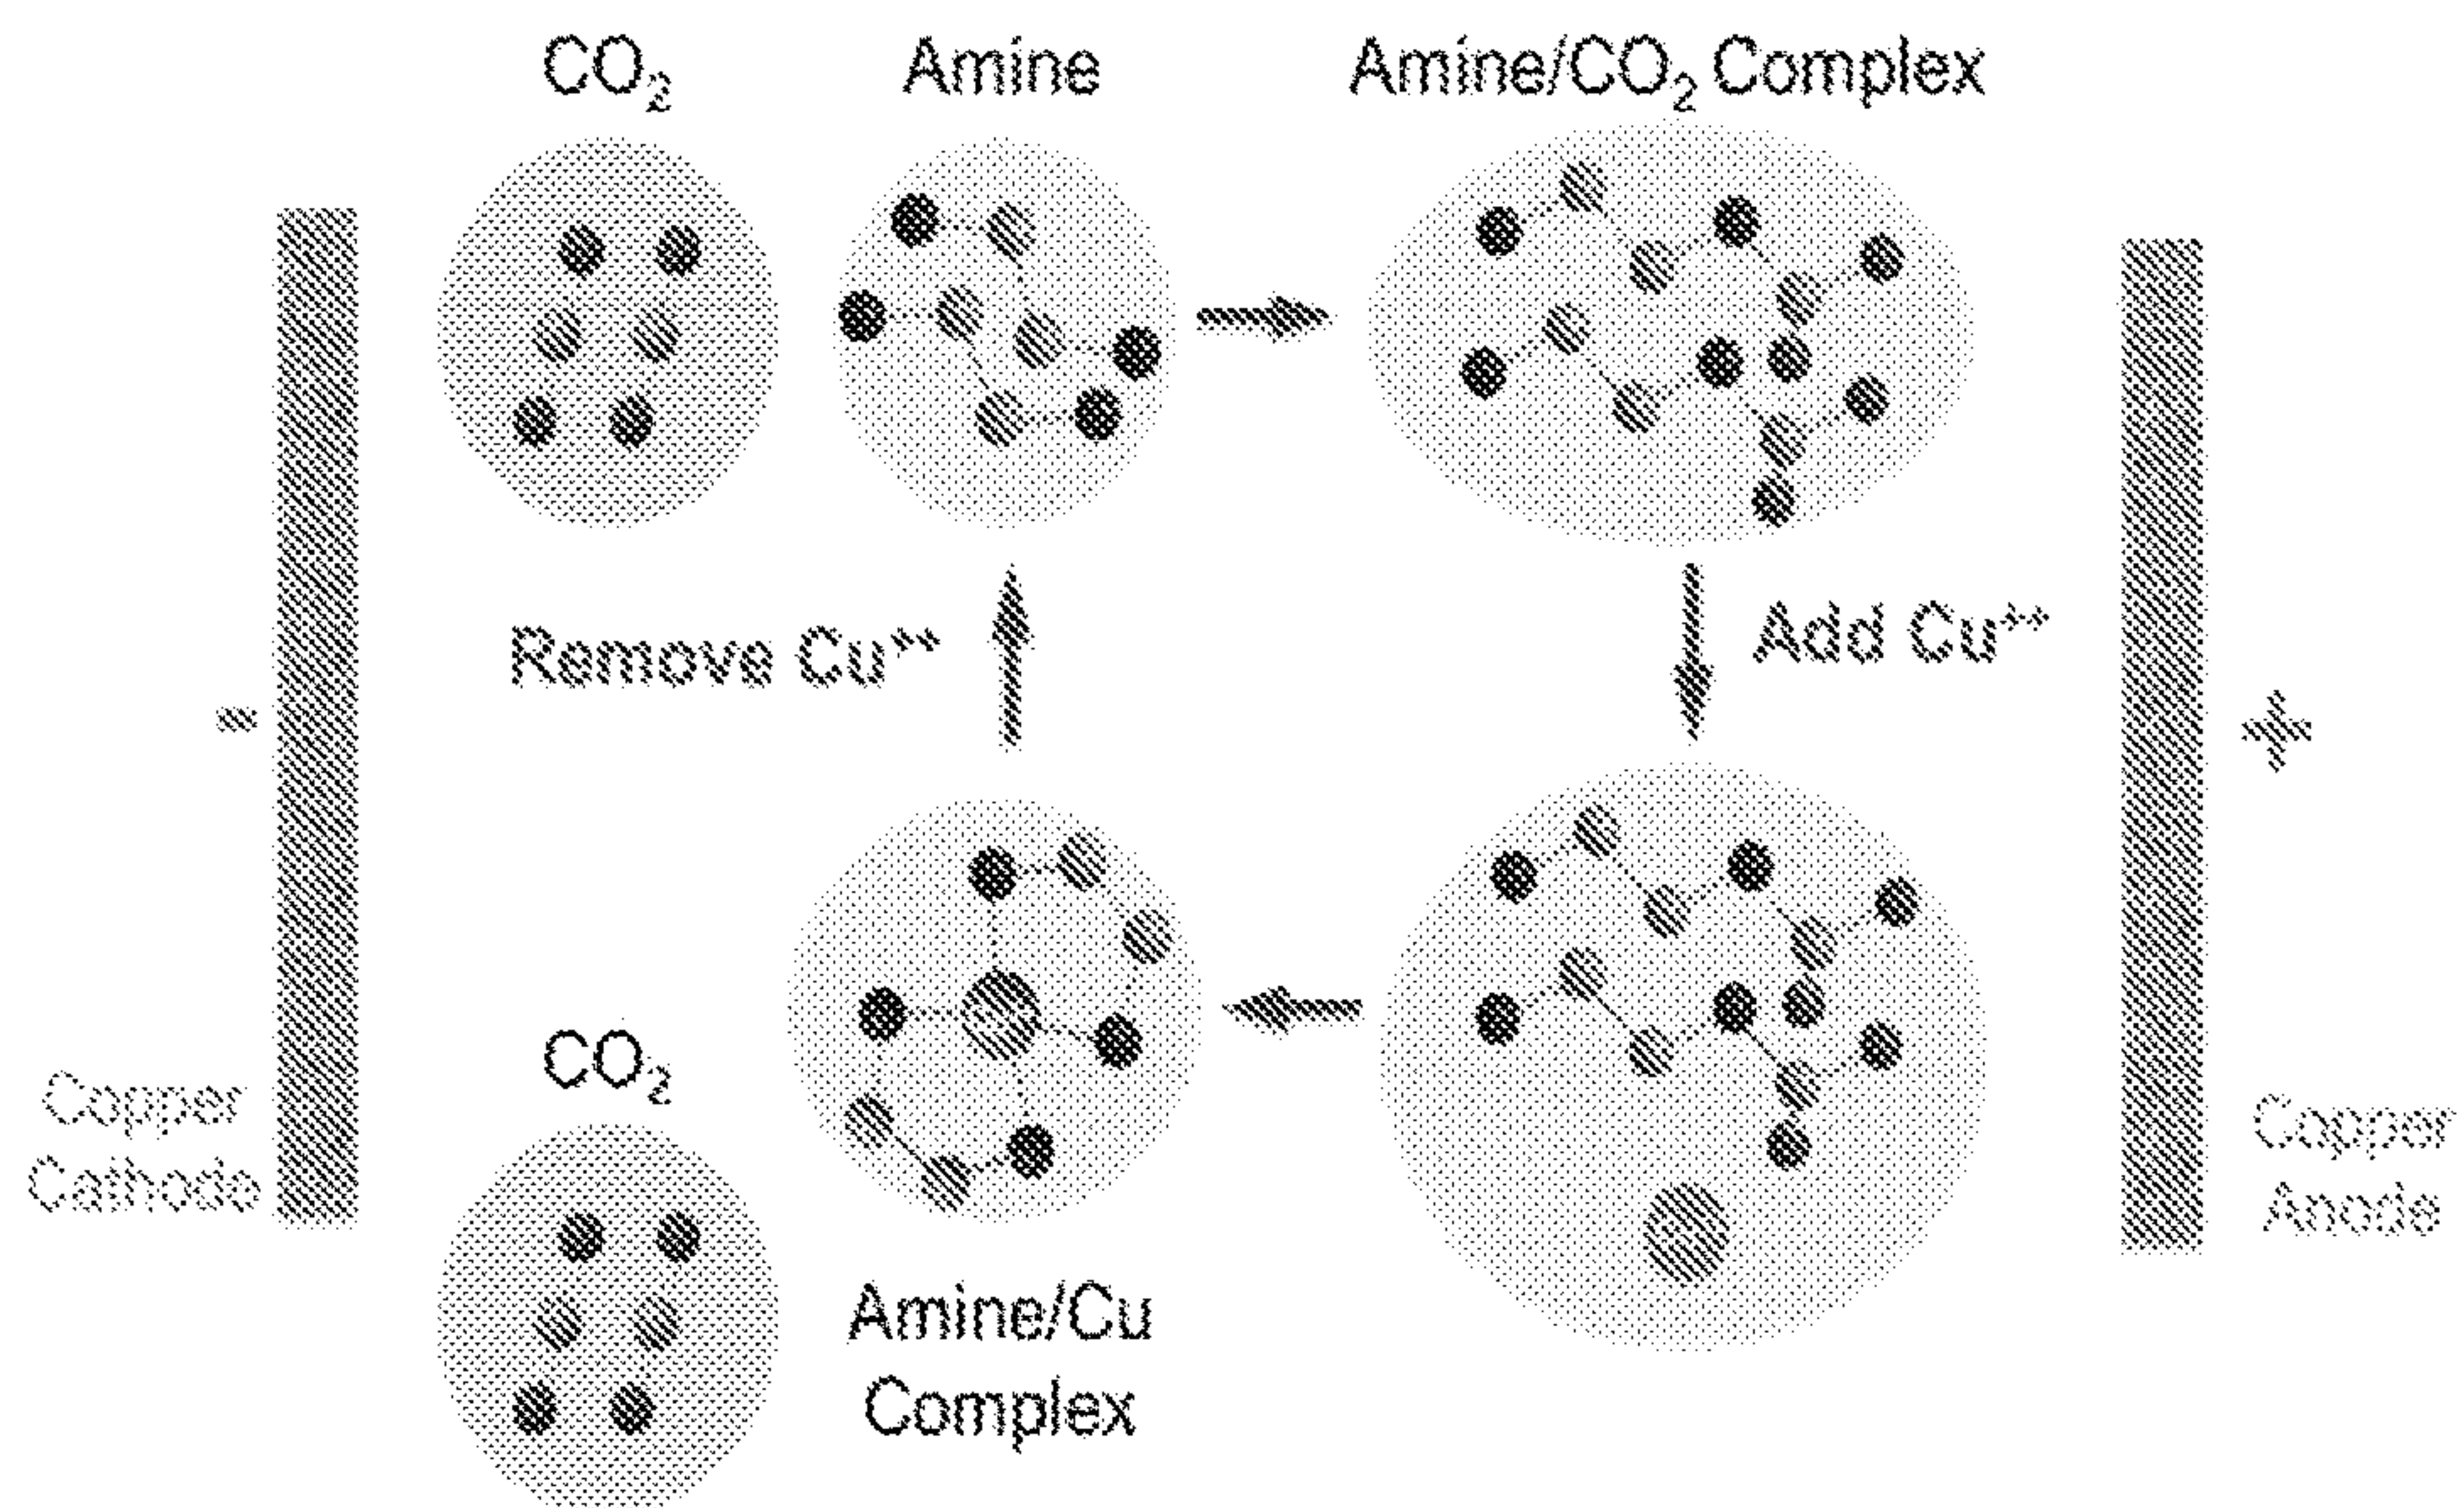 CO₂
Amine
Amine/CO₂ Complex
Remove Cu⁺⁺
Add Cu⁺⁺
-
+
CO₂
Copper
Cathode
Amine/Cu
Complex
Copper
Anode